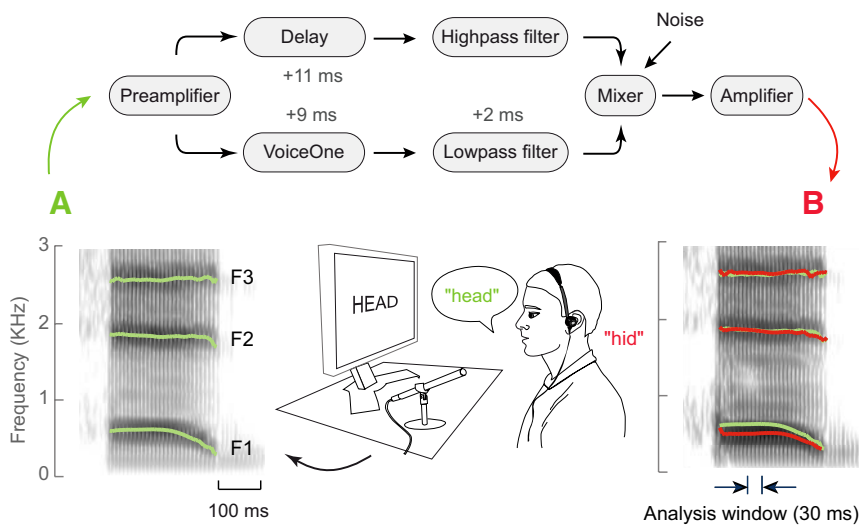 Delay
Highpass filter
Noise
+11 ms
Preamplifier
Mixer
Amplifier
+9 ms
+2 ms
VoiceOne
Lowpass filter
A
B
3
2
1
0
Frequency (KHz)
F3
F2
F1
100 ms
HEAD
"head"
"hid"
Analysis window (30 ms)